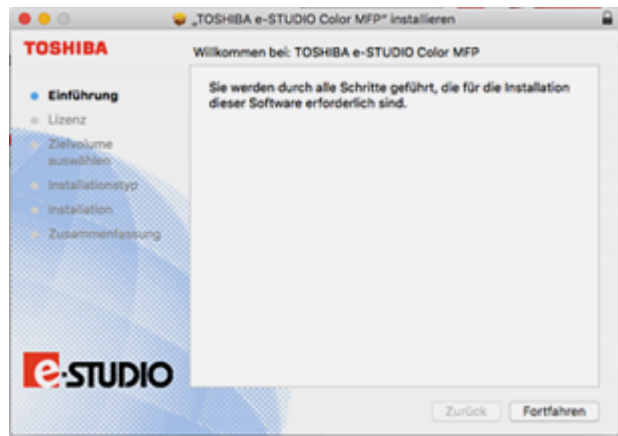 „TOSHIBA e-STUDIO Color MFP“ installieren
TOSHIBA
Willkommen bei: TOSHIBA e-STUDIO Color MFP
Einführung
Lizenz
Zielvolume
auswählen
Installationstyp
Installation
Zusammenfassung
Sie werden durch alle Schritte geführt, die für die Installation
dieser Software erforderlich sind.
e-STUDIO
Zurück
Fortfahren